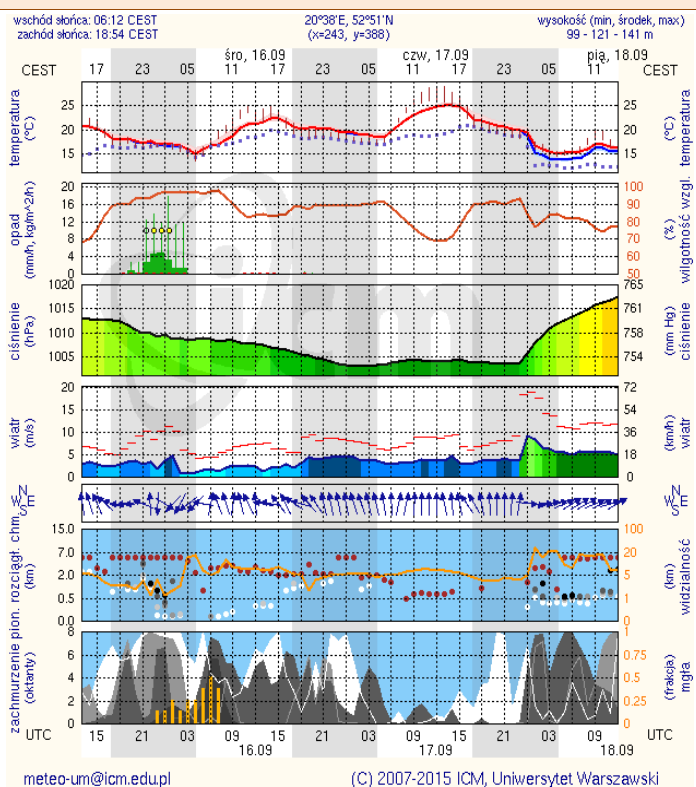 wschód słońca: 06:12 CEST 20°38'E, 52°51'N wysokość (min, środek, max)
zachód słońca: 18:54 CEST (x=243, y=388) 99 - 121 - 141 m
śro, 16.09 czw, 17.09 pią, 18.09
CEST 17 23 05 11 17 23 05 11 17 23 05 11 CEST
temperatura
(°C)
25
20
15
25
20
15
temperatura
(°C)
opad
(mm/h, kg/m^2/h)
20
16
12
8
4
0
100
90
80
70
60
50
(%)
wilgotność wzgl.
icm
ciśnienie
(hPa)
1020
1015
1010
1005
765
761
758
754
(mm Hg)
ciśnienie
wiatr
(m/s)
20
15
10
5
0
72
54
36
18
0
(km/h)
wiatr
N
E
S
W
N
E
S
W
pion. rozciągł. chm.
(km)
15.0
7.0
2.0
0.5
0.0
100
20
5
1
0
(km)
widzialność
zachmurzenie
(oktanty)
8
6
4
2
0
1
0.75
0.5
0.25
0
(frakcja)
mgła
UTC 15 21 03 09 15 21 03 09 15 21 03 09 UTC
16.09 17.09 18.09
meteo-um@icm.edu.pl (C) 2007-2015 ICM, Uniwersytet Warszawski